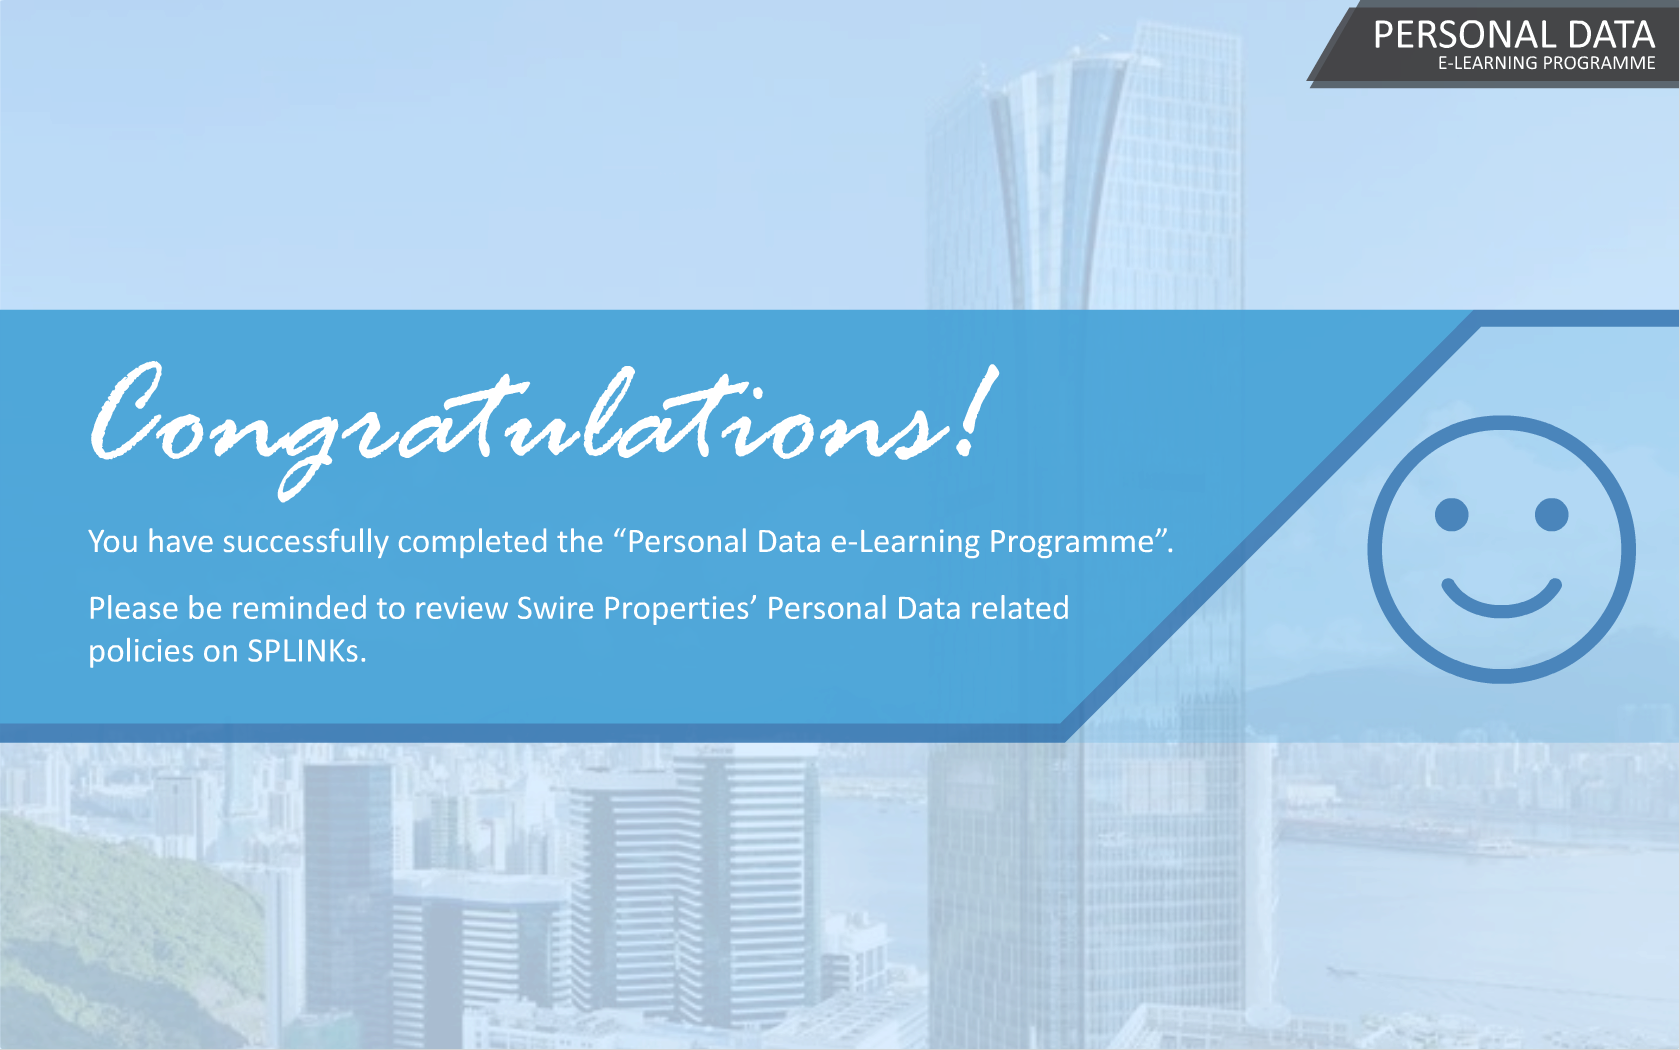 PERSONAL DATA
E-LEARNING PROGRAMME
Congratulations!
You have successfully completed the “Personal Data e-Learning Programme”.
Please be reminded to review Swire Properties’ Personal Data related
policies on SPLINKs.